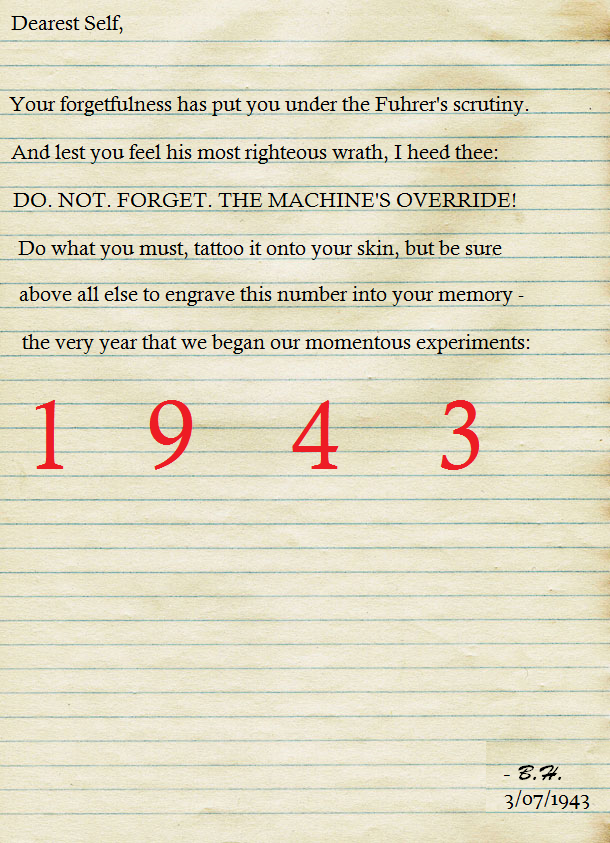 Dearest Self,
Your forgetfulness has put you under the Fuhrer's scrutiny.
And lest you feel his most righteous wrath, I heed thee:
DO. NOT. FORGET. THE MACHINE'S OVERRIDE!
Do what you must, tattoo it onto your skin, but be sure
above all else to engrave this number into your memory -
the very year that we began our momentous experiments:
1 9 4 3
- B.H.
3/07/1943